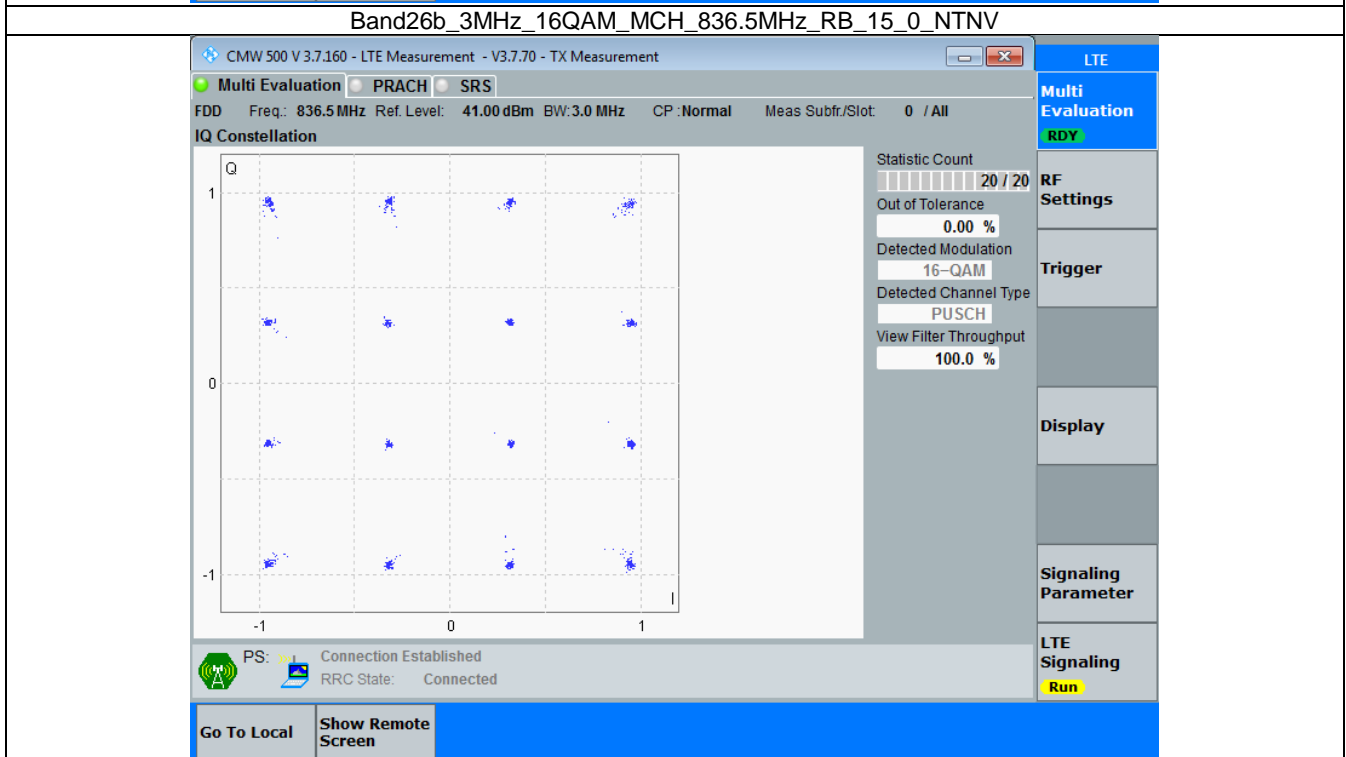 Band26b_3MHz_16QAM_MCH_836.5MHz_RB_15_0_NTNV
CMW 500 V 3.7.160 - LTE Measurement - V3.7.70 - TX Measurement
LTE
Multi Evaluation PRACH SRS
FDD Freq.: 836.5 MHz Ref. Level: 41.00 dBm BW: 3.0 MHz CP : Normal Meas Subfr./Slot: 0 / All
IQ Constellation
Q
1
0
-1
-1 0 1
I
Statistic Count
20 / 20
Out of Tolerance
0.00 %
Detected Modulation
16-QAM
Detected Channel Type
PUSCH
View Filter Throughput
100.0 %
Multi
Evaluation
RDY
RF
Settings
Trigger
Display
Signaling
Parameter
LTE
Signaling
Run
PS:
Connection Established
RRC State: Connected
Go To Local
Show Remote
Screen